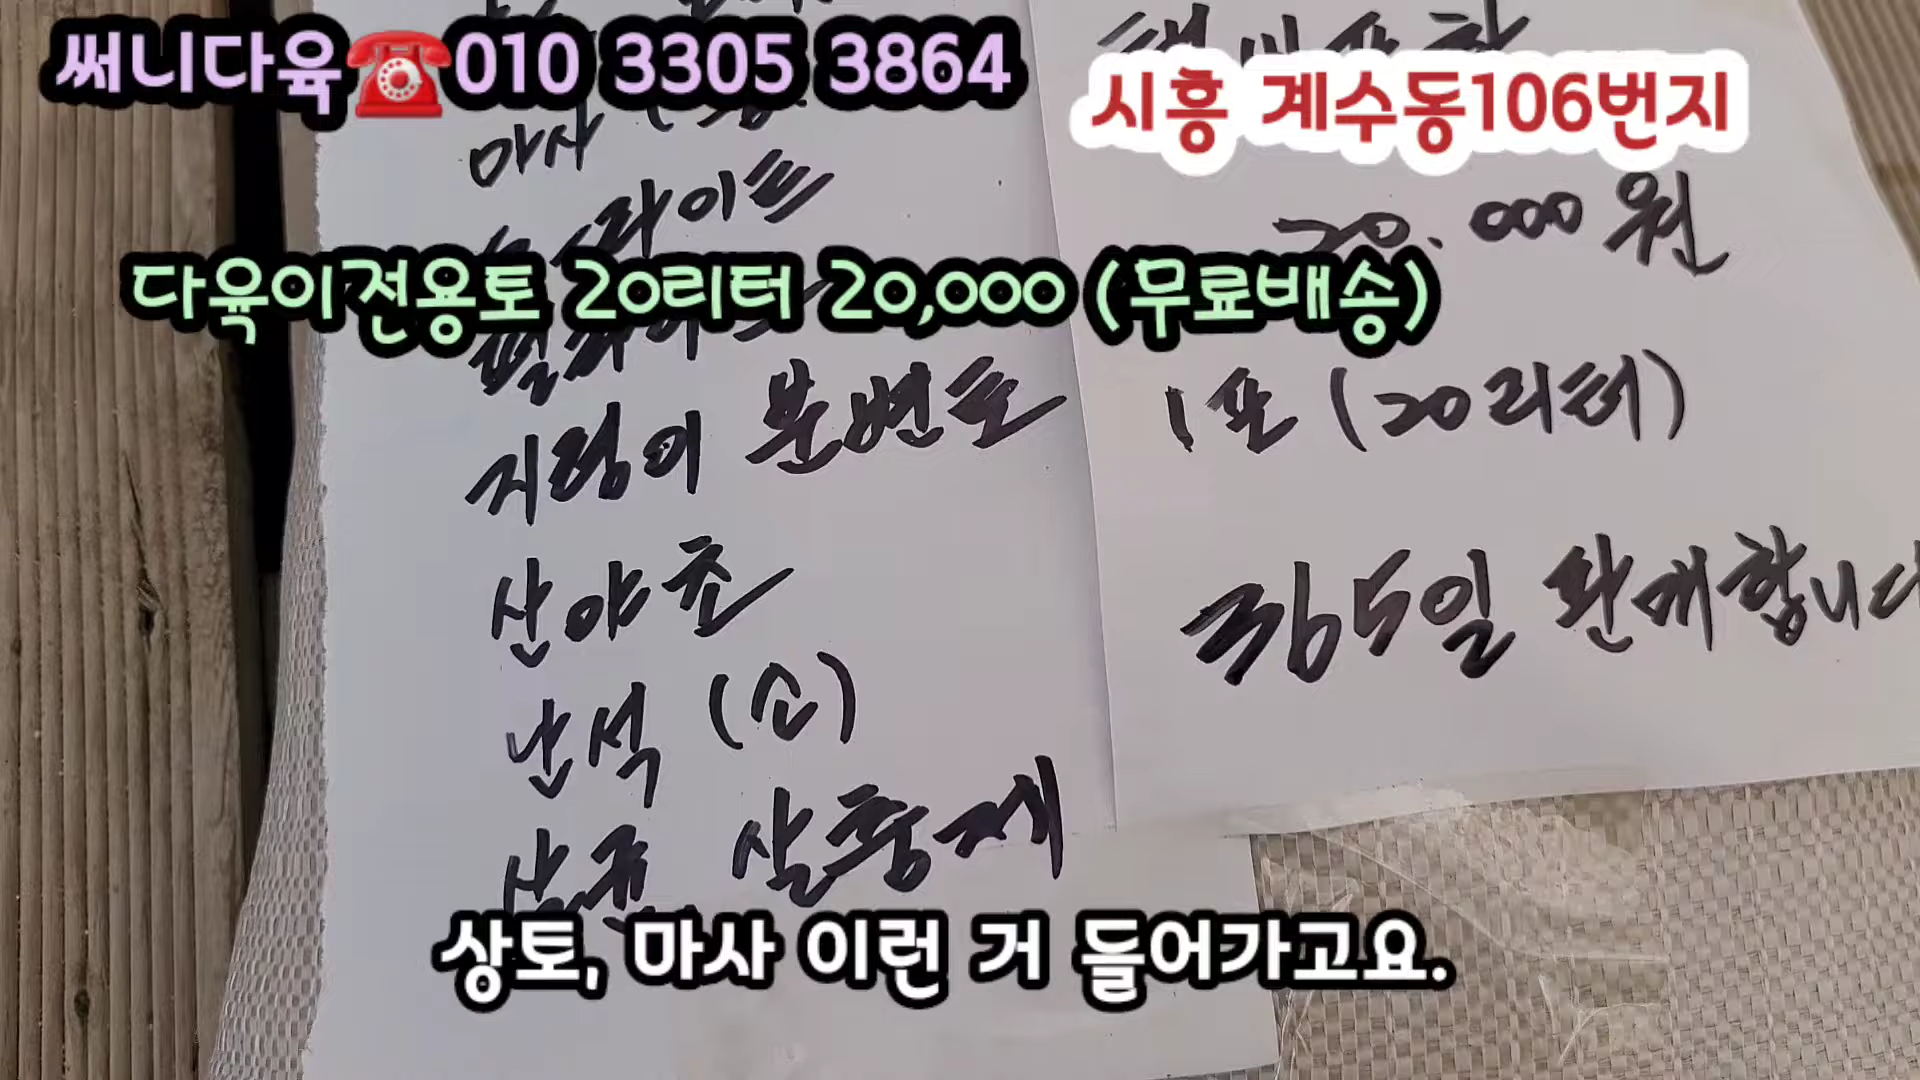 써니다육☎010 3305 3864
시흥 계수동106번지
마사
20.000원
다육이전용토 20리터 20,000 (무료배송)
지렁이 분변토
1포 (20리터)
산야초
365일 판매합니다
난석 (소)
살균 살충제
상토, 마사 이런 거 들어가고요.